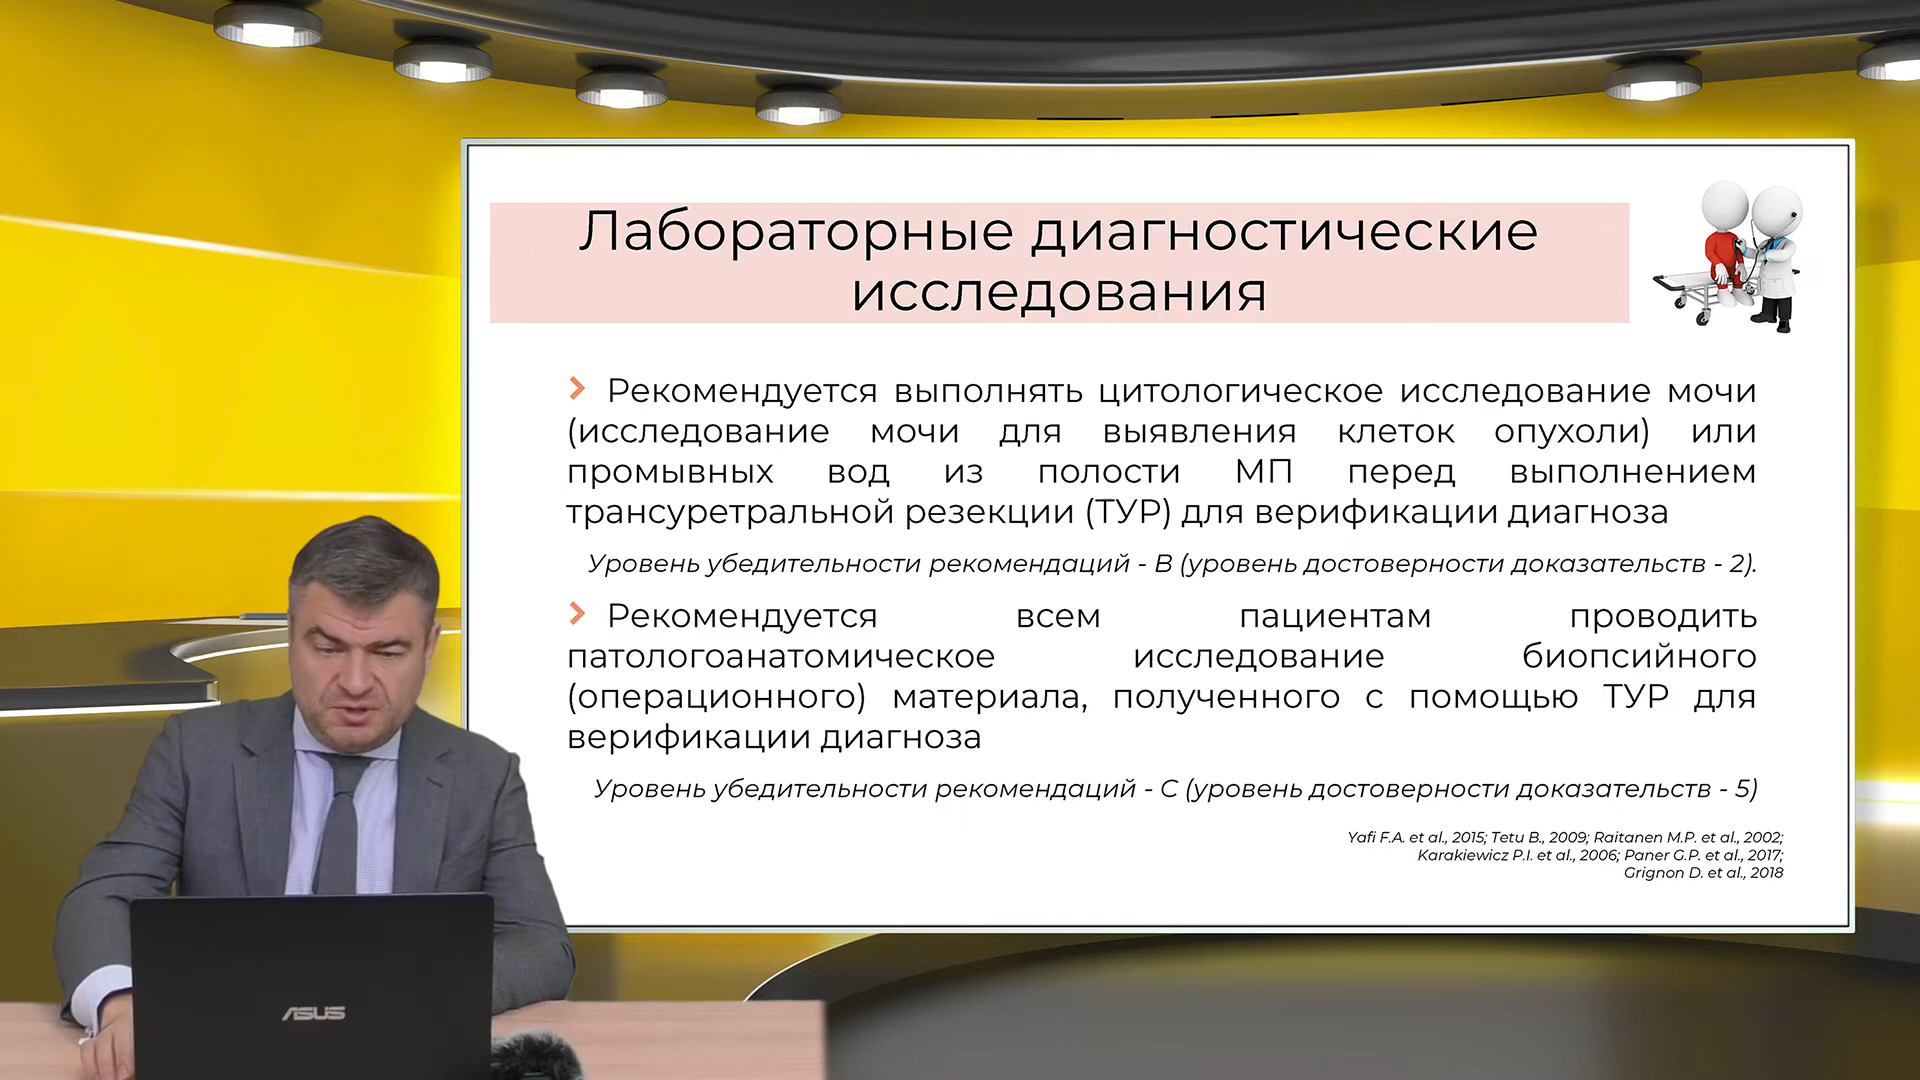 Лабораторные диагностические
исследования
Рекомендуется выполнять цитологическое исследование мочи
(исследование мочи для выявления клеток опухоли) или
промывных вод из полости МП перед выполнением
трансуретральной резекции (ТУР) для верификации диагноза
Уровень убедительности рекомендаций - B (уровень достоверности доказательств - 2).
Рекомендуется всем пациентам проводить
патологоанатомическое исследование биопсийного
(операционного) материала, полученного с помощью ТУР для
верификации диагноза
Уровень убедительности рекомендаций - C (уровень достоверности доказательств - 5)
Yafi F.A. et al., 2015; Tetu B., 2009; Raitanen M.P. et al., 2002;
Karakiewicz P.I. et al., 2006; Paner G.P. et al., 2017;
Grignon D. et al., 2018
ASUS